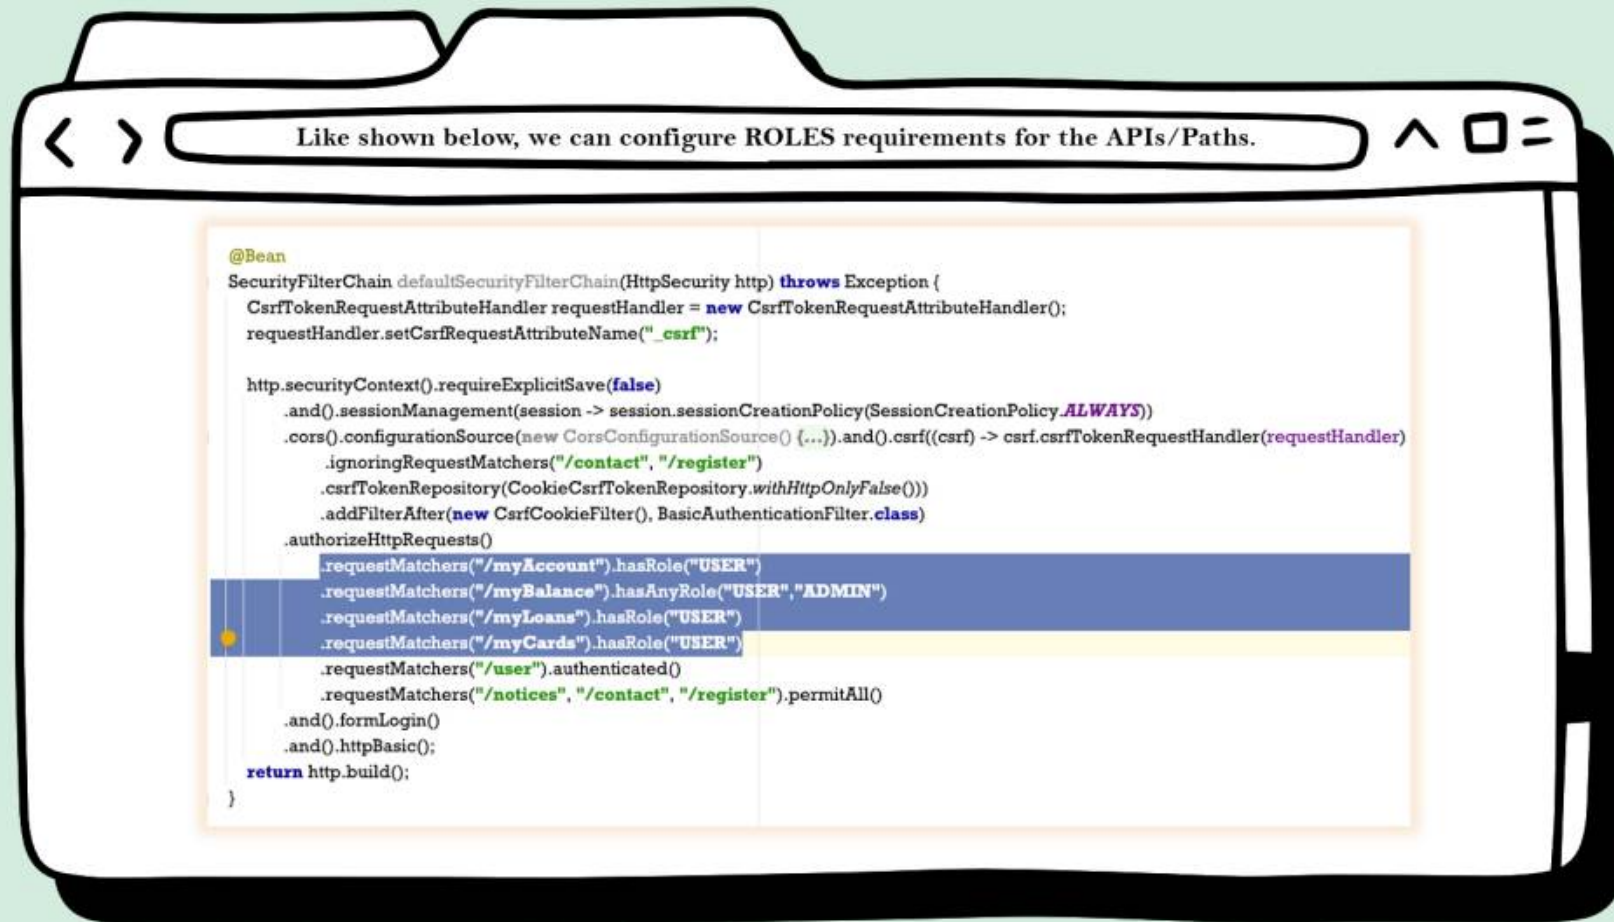 Like shown below, we can configure ROLES requirements for the APIs/Paths.
@Bean
SecurityFilterChain defaultSecurityFilterChain(HttpSecurity http) throws Exception {
CsrfTokenRequestAttributeHandler requestHandler = new CsrfTokenRequestAttributeHandler();
requestHandler.setCsrfRequestAttributeName("_csrf");
http.securityContext().requireExplicitSave(false)
.and().sessionManagement(session -> session.sessionCreationPolicy(SessionCreationPolicy.ALWAYS))
.cors().configurationSource(new CorsConfigurationSource() {...}).and().csrf((csrf) -> csrf.csrfTokenRequestHandler(requestHandler)
.ignoringRequestMatchers("/contact", "/register")
.csrfTokenRepository(CookieCsrfTokenRepository.withHttpOnlyFalse()))
.addFilterAfter(new CsrfCookieFilter(), BasicAuthenticationFilter.class)
.authorizeHttpRequests()
.requestMatchers("/myAccount").hasRole("USER")
.requestMatchers("/myBalance").hasAnyRole("USER","ADMIN")
.requestMatchers("/myLoans").hasRole("USER")
.requestMatchers("/myCards").hasRole("USER")
.requestMatchers("/user").authenticated()
.requestMatchers("/notices", "/contact", "/register").permitAll()
.and().formLogin()
.and().httpBasic();
return http.build();
}